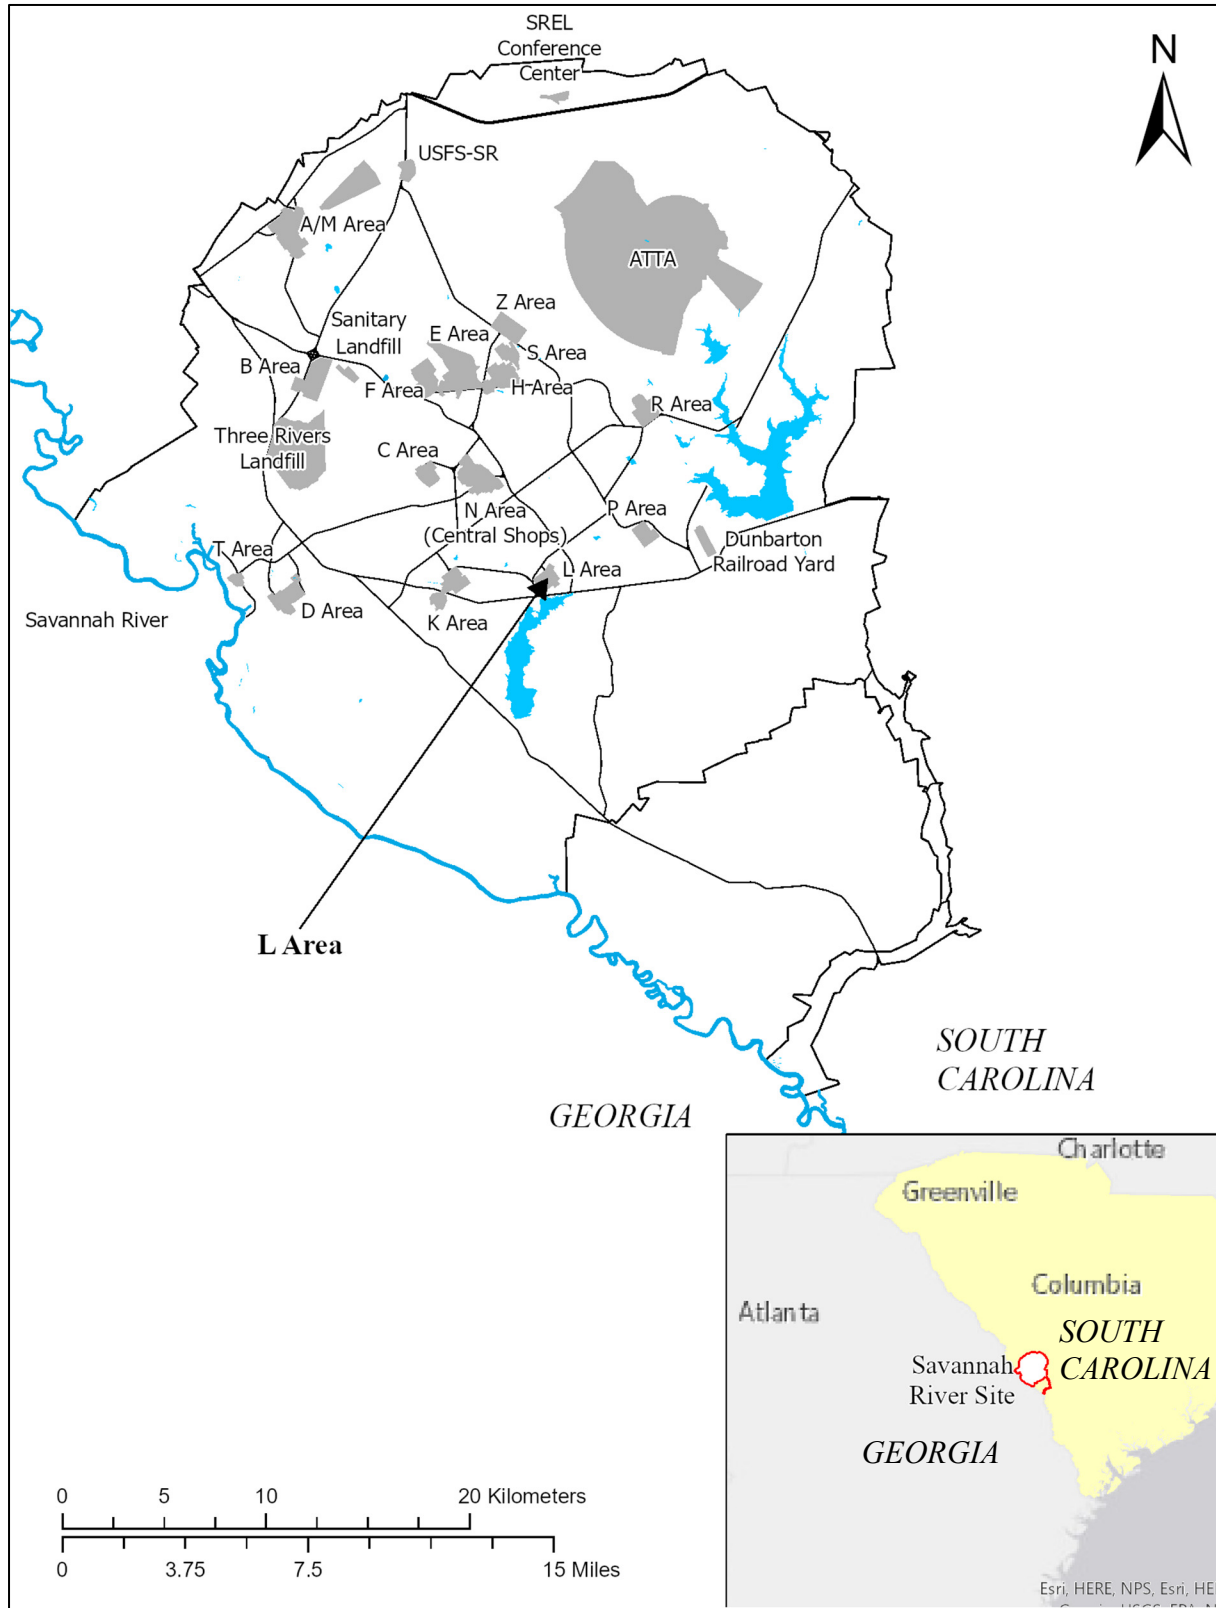 SREL
Conference
Center
N
USFS-SR
A/M Area
ATTA
Z Area
Sanitary
Landfill
E Area
S Area
B Area
F Area
H Area
R Area
Three Rivers
Landfill
C Area
N Area
(Central Shops)
P Area
Dunbarton
Railroad Yard
T Area
L Area
D Area
K Area
Savannah River
L Area
SOUTH
CAROLINA
GEORGIA
Charlotte
Greenville
Columbia
Atlanta
SOUTH
CAROLINA
Savannah
River Site
GEORGIA
0 5 10 20 Kilometers
0 3.75 7.5 15 Miles
Esri, HERE, NPS, Esri, HE